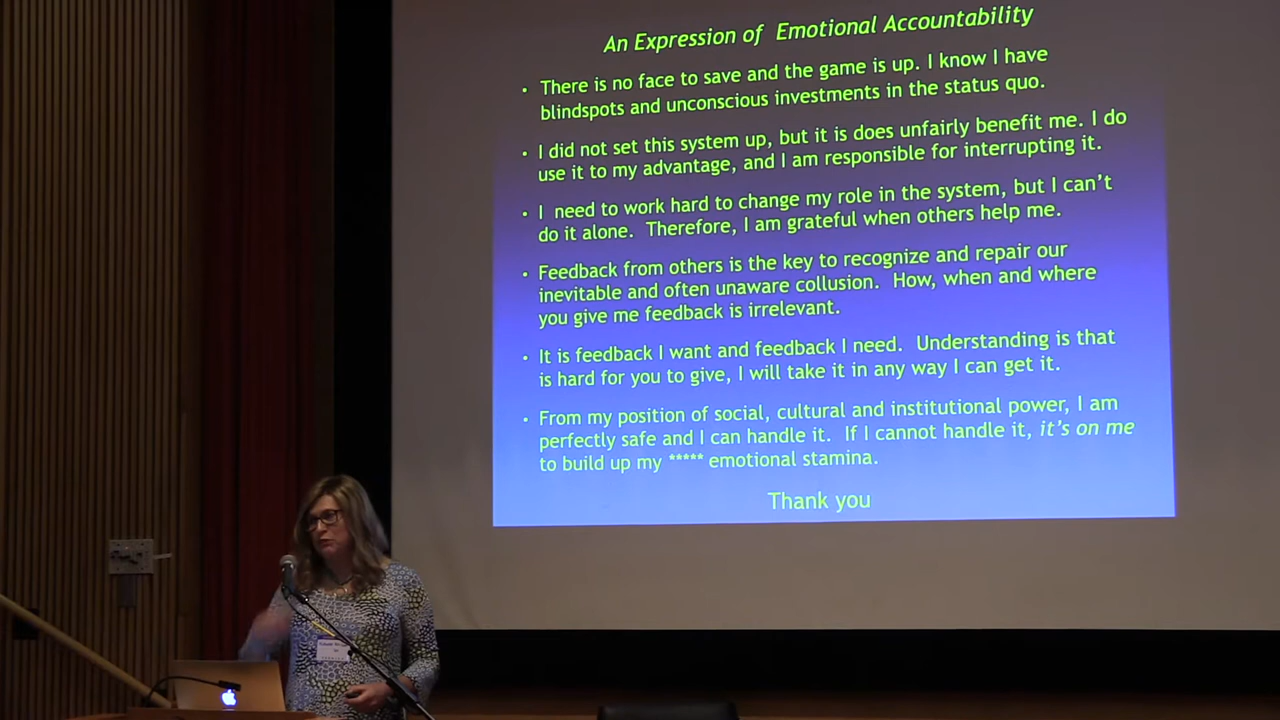 An Expression of Emotional Accountability
• There is no face to save and the game is up. I know I have
blindspots and unconscious investments in the status quo.
• I did not set this system up, but it is does unfairly benefit me. I do
use it to my advantage, and I am responsible for interrupting it.
• I need to work hard to change my role in the system, but I can't
do it alone. Therefore, I am grateful when others help me.
• Feedback from others is the key to recognize and repair our
inevitable and often unaware collusion. How, when and where
you give me feedback is irrelevant.
• It is feedback I want and feedback I need. Understanding is that
is hard for you to give, I will take it in any way I can get it.
• From my position of social, cultural and institutional power, I am
perfectly safe and I can handle it. If I cannot handle it, it's on me
to build up my ***** emotional stamina.
Thank you